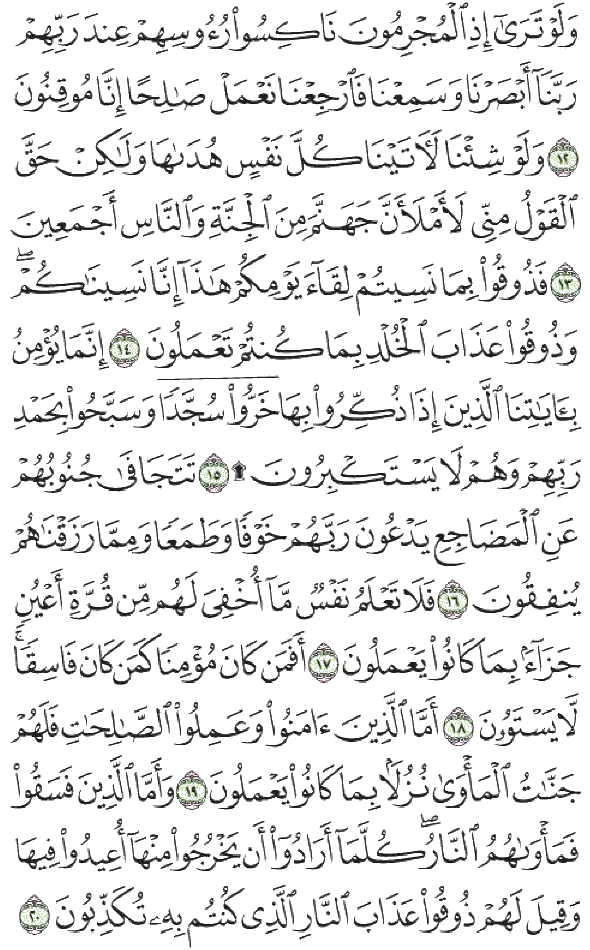 وَلَوْ تَرَىٰٓ إِذِ ٱلْمُجْرِمُونَ نَاكِسُوا۟ رُءُوسِهِمْ عِندَ رَبِّهِمْ
رَبَّنَآ أَبْصَرْنَا وَسَمِعْنَا فَٱرْجِعْنَا نَعْمَلْ صَـٰلِحًا إِنَّا مُوقِنُونَ
١٢ وَلَوْ شِئْنَا لَـَٔاتَيْنَا كُلَّ نَفْسٍ هُدَىٰهَا وَلَـٰكِنْ حَقَّ
ٱلْقَوْلُ مِنِّى لَأَمْلَأَنَّ جَهَنَّمَ مِنَ ٱلْجِنَّةِ وَٱلنَّاسِ أَجْمَعِينَ
١٣ فَذُوقُوا۟ بِمَا نَسِيتُمْ لِقَآءَ يَوْمِكُمْ هَـٰذَآ إِنَّا نَسِينَـٰكُمْ ۖ
وَذُوقُوا۟ عَذَابَ ٱلْخُلْدِ بِمَا كُنتُمْ تَعْمَلُونَ ١٤ إِنَّمَا يُؤْمِنُ
بِـَٔايَـٰتِنَا ٱلَّذِينَ إِذَا ذُكِّرُوا۟ بِهَا خَرُّوا۟ سُجَّدًا وَسَبَّحُوا۟ بِحَمْدِ
رَبِّهِمْ وَهُمْ لَا يَسْتَكْبِرُونَ ۩ ١٥ تَتَجَافَىٰ جُنُوبُهُمْ
عَنِ ٱلْمَضَاجِعِ يَدْعُونَ رَبَّهُمْ خَوْفًا وَطَمَعًا وَمِمَّا رَزَقْنَـٰهُمْ
يُنفِقُونَ ١٦ فَلَا تَعْلَمُ نَفْسٌ مَّآ أُخْفِىَ لَهُم مِّن قُرَّةِ أَعْيُنٍ
جَزَآءًۢ بِمَا كَانُوا۟ يَعْمَلُونَ ١٧ أَفَمَن كَانَ مُؤْمِنًا كَمَن كَانَ فَاسِقًا ۚ
لَّا يَسْتَوُۥنَ ١٨ أَمَّا ٱلَّذِينَ ءَامَنُوا۟ وَعَمِلُوا۟ ٱلصَّـٰلِحَـٰتِ فَلَهُمْ
جَنَّـٰتُ ٱلْمَأْوَىٰ نُزُلًۢا بِمَا كَانُوا۟ يَعْمَلُونَ ١٩ وَأَمَّا ٱلَّذِينَ فَسَقُوا۟
فَمَأْوَىٰهُمُ ٱلنَّارُ ۖ كُلَّمَآ أَرَادُوٓا۟ أَن يَخْرُجُوا۟ مِنْهَآ أُعِيدُوا۟ فِيهَا
وَقِيلَ لَهُمْ ذُوقُوا۟ عَذَابَ ٱلنَّارِ ٱلَّذِى كُنتُم بِهِۦ تُكَذِّبُونَ ٢٠